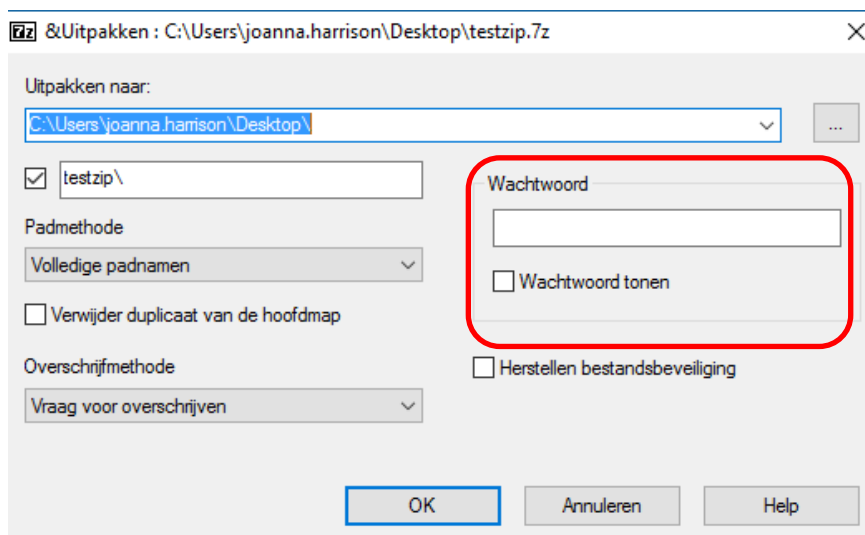 7z &Uitpakken : C:\Users\joanna.harrison\Desktop\testzip.7z
Uitpakken naar:
C:\Users\joanna.harrison\Desktop\
...
testzip\
Wachtwoord
Padmethode
Volledige padnamen
Wachtwoord tonen
Verwijder duplicaat van de hoofdmap
Overschrijfmethode
Herstellen bestandsbeveiliging
Vraag voor overschrijven
OK
Annuleren
Help